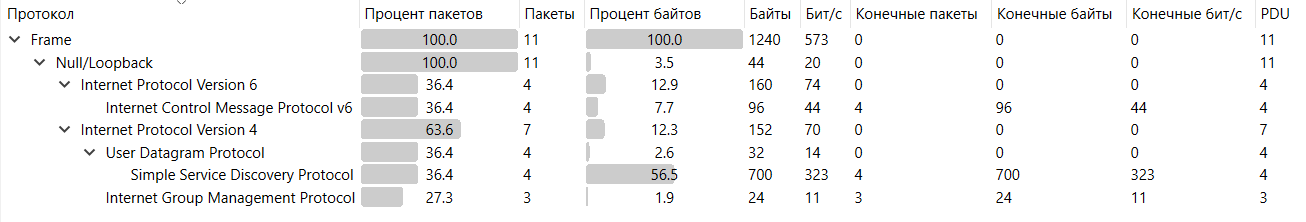 Протокол Процент пакетов Пакеты Процент байтов Байты Бит/с Конечные пакеты Конечные байты Конечные бит/с PDU
Frame 100.0 11 100.0 1240 573 0 0 0 11
Null/Loopback 100.0 11 3.5 44 20 0 0 0 11
Internet Protocol Version 6 36.4 4 12.9 160 74 0 0 0 4
Internet Control Message Protocol v6 36.4 4 7.7 96 44 4 96 44 4
Internet Protocol Version 4 63.6 7 12.3 152 70 0 0 0 7
User Datagram Protocol 36.4 4 2.6 32 14 0 0 0 4
Simple Service Discovery Protocol 36.4 4 56.5 700 323 4 700 323 4
Internet Group Management Protocol 27.3 3 1.9 24 11 3 24 11 3